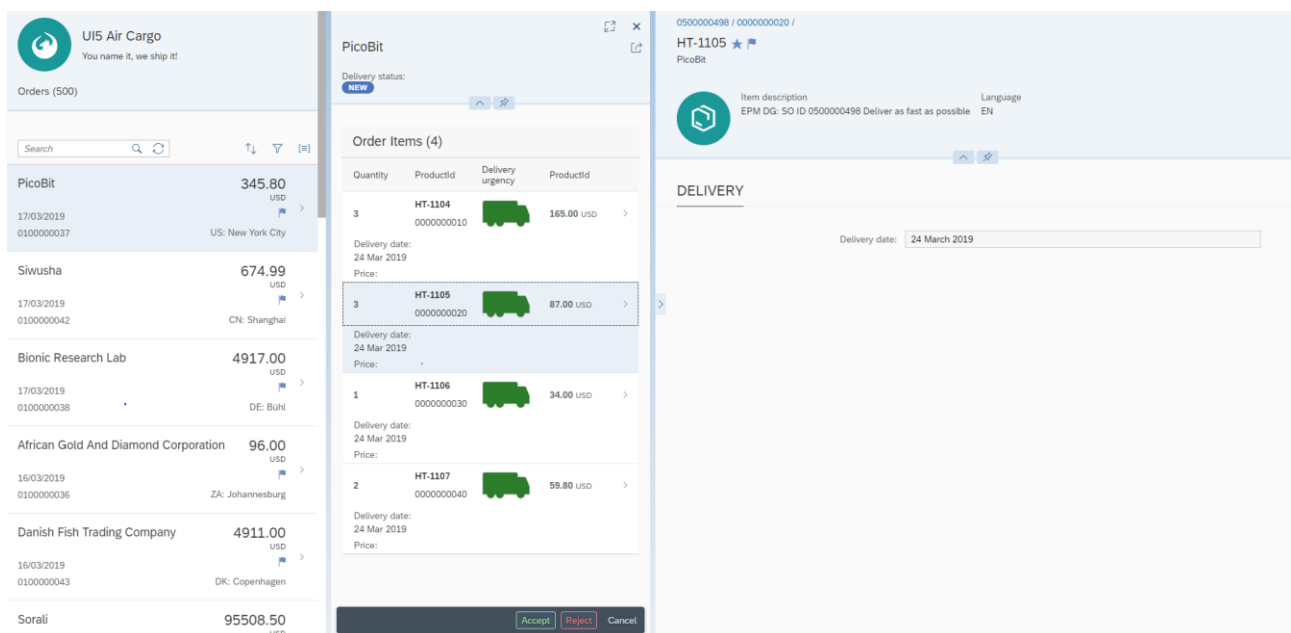 UI5 Air Cargo
You name it, we ship it!
Orders (500)
Search
PicoBit 345.80
USD
17/03/2019
0100000037 US: New York City
Siwusha 674.99
USD
17/03/2019
0100000042 CN: Shanghai
Bionic Research Lab 4917.00
USD
17/03/2019
0100000038 DE: Bühl
African Gold And Diamond Corporation 96.00
USD
16/03/2019
0100000036 ZA: Johannesburg
Danish Fish Trading Company 4911.00
USD
16/03/2019
0100000043 DK: Copenhagen
Sorali 95508.50
USD
PicoBit
Delivery status:
NEW
Order Items (4)
Quantity ProductId Delivery urgency ProductId
3 HT-1104 165.00 USD
0000000010
Delivery date:
24 Mar 2019
Price:
3 HT-1105 87.00 USD
0000000020
Delivery date:
24 Mar 2019
Price:
1 HT-1106 34.00 USD
0000000030
Delivery date:
24 Mar 2019
Price:
2 HT-1107 59.80 USD
0000000040
Delivery date:
24 Mar 2019
Price:
Accept Reject Cancel
0500000498 / 0000000020 /
HT-1105
PicoBit
Item description Language
EPM DG: SO ID 0500000498 Deliver as fast as possible EN
DELIVERY
Delivery date: 24 March 2019